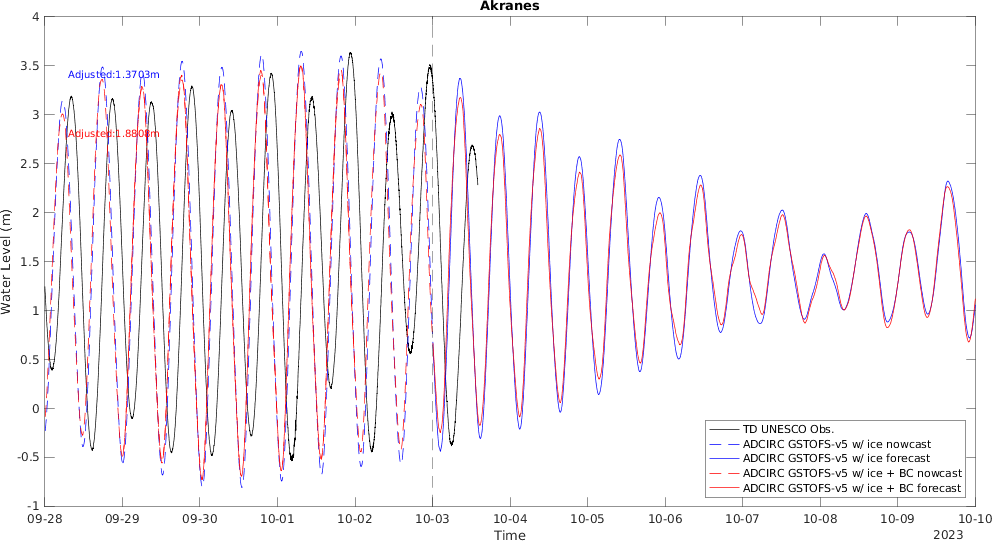 Akranes
4
3.5
3
2.5
2
1.5
1
0.5
0
-0.5
-1
Water Level (m)
Adjusted:1.3703m
Adjusted:1.8808m
TD UNESCO Obs.
ADCIRC GSTOFS-v5 w/ ice nowcast
ADCIRC GSTOFS-v5 w/ ice forecast
ADCIRC GSTOFS-v5 w/ ice + BC nowcast
ADCIRC GSTOFS-v5 w/ ice + BC forecast
09-28 09-29 09-30 10-01 10-02 10-03 10-04 10-05 10-06 10-07 10-08 10-09 10-10
Time
2023